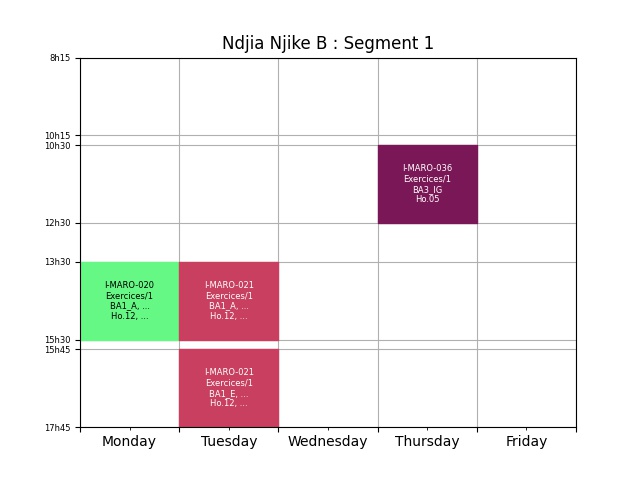 Ndjia Njike B : Segment 1
8h15
10h15
10h30
12h30
13h30
15h30
15h45
17h45
I-MARO-036
Exercices/1
BA3_IG
Ho.05
I-MARO-020
Exercices/1
BA1_A, ...
Ho.12, ...
I-MARO-021
Exercices/1
BA1_A, ...
Ho.12, ...
I-MARO-021
Exercices/1
BA1_E, ...
Ho.12, ...
Monday
Tuesday
Wednesday
Thursday
Friday